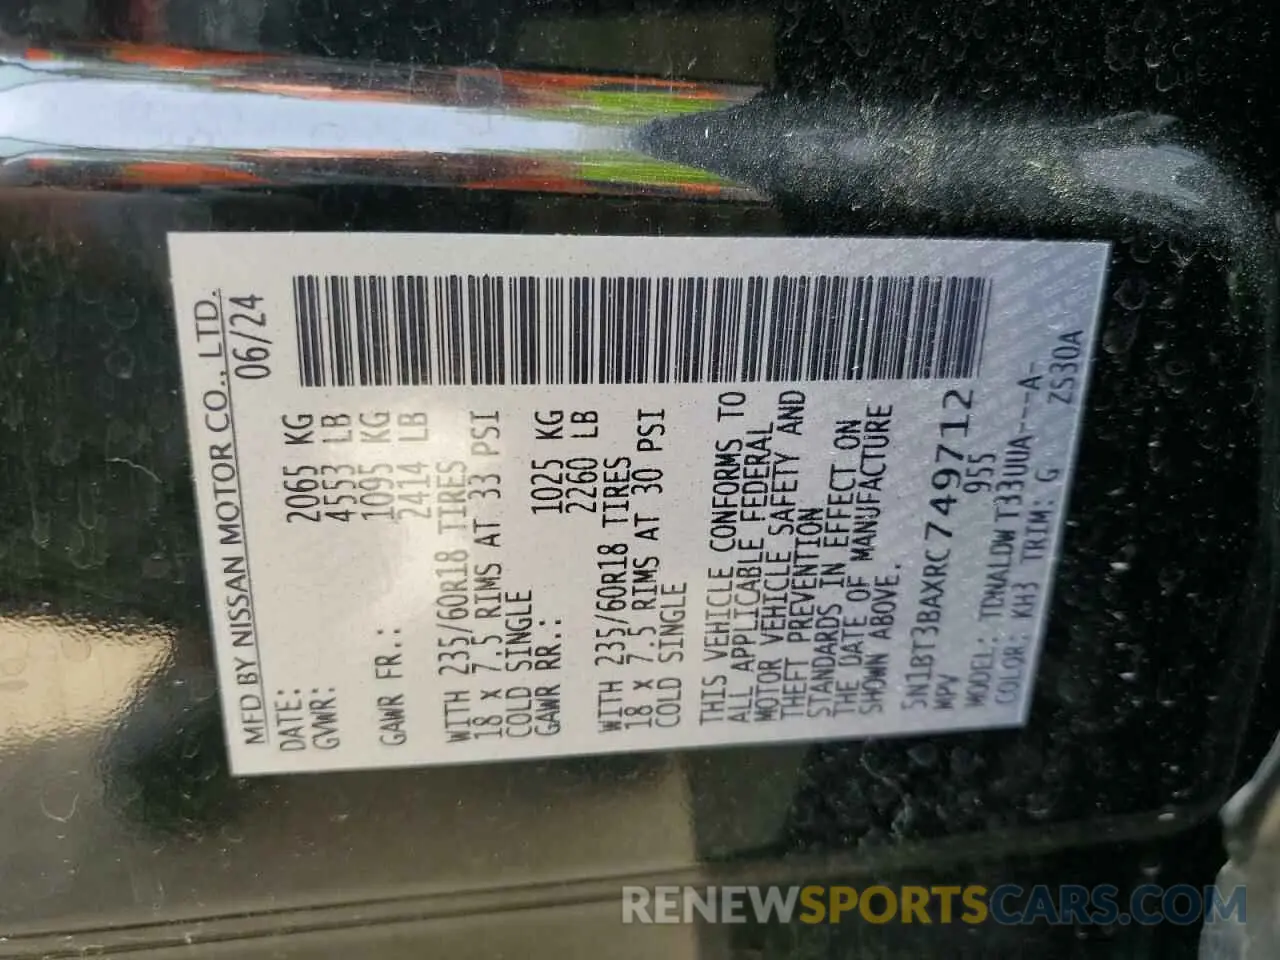 MFD BY NISSAN MOTOR CO., LTD.
DATE: 06/24
GVWR: 2065 KG
4553 LB
GAWR FR.: 1095 KG
2414 LB
WITH 235/60R18 TIRES
18 x 7.5 RIMS AT 33 PSI
COLD SINGLE
GAWR RR.: 1025 KG
2260 LB
WITH 235/60R18 TIRES
18 x 7.5 RIMS AT 30 PSI
COLD SINGLE
THIS VEHICLE CONFORMS TO
ALL APPLICABLE FEDERAL
MOTOR VEHICLE SAFETY AND
THEFT PREVENTION
STANDARDS IN EFFECT ON
THE DATE OF MANUFACTURE
SHOWN ABOVE.
5N1BT3BAXRC749712
MPV 955
MODEL: TDNALDWT33UUA---A-
COLOR: KH3 TRIM: G ZS30A
RENEWSPORTSCARS.COM